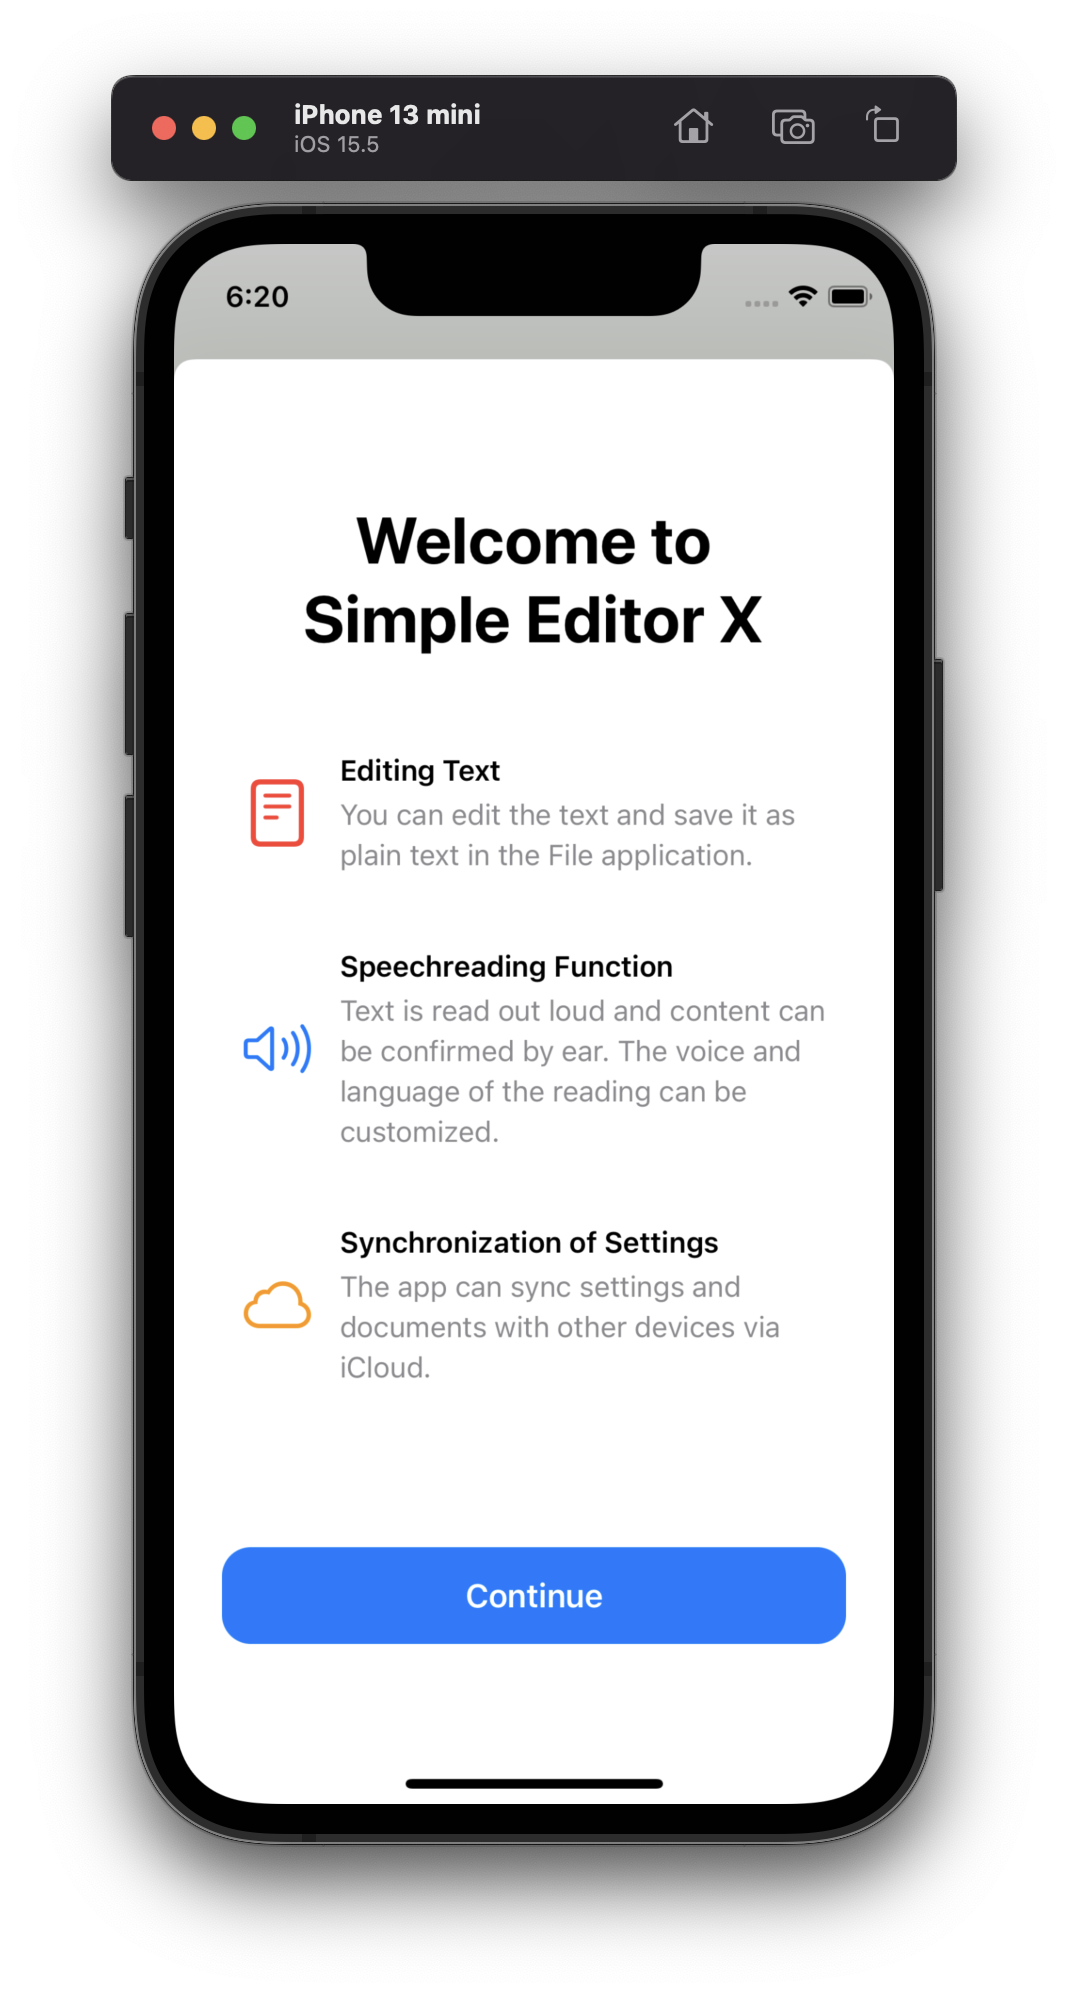 iPhone 13 mini
iOS 15.5
6:20
Welcome to
Simple Editor X
Editing Text
You can edit the text and save it as
plain text in the File application.
Speechreading Function
Text is read out loud and content can
be confirmed by ear. The voice and
language of the reading can be
customized.
Synchronization of Settings
The app can sync settings and
documents with other devices via
iCloud.
Continue